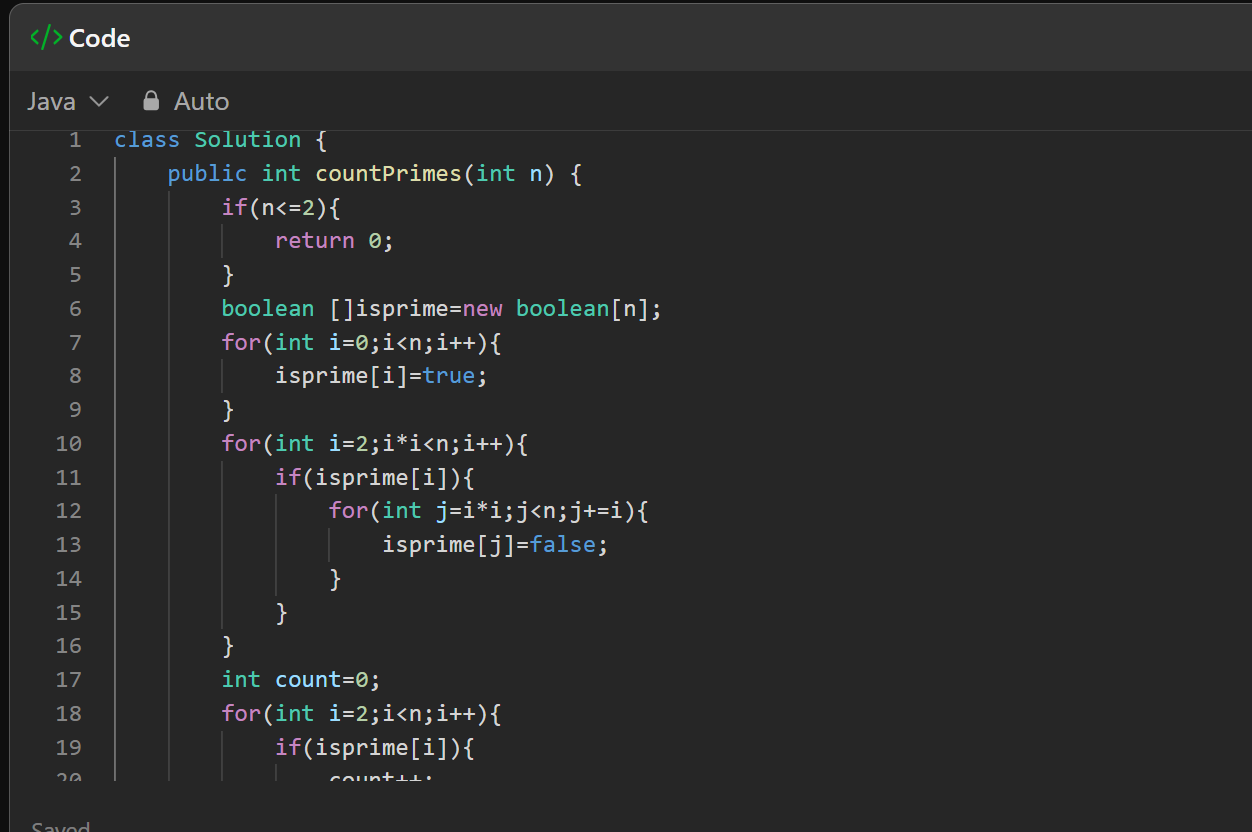 </> Code
Java Auto
1 class Solution {
2 public int countPrimes(int n) {
3 if(n<=2){
4 return 0;
5 }
6 boolean []isprime=new boolean[n];
7 for(int i=0;i<n;i++){
8 isprime[i]=true;
9 }
10 for(int i=2;i*i<n;i++){
11 if(isprime[i]){
12 for(int j=i*i;j<n;j+=i){
13 isprime[j]=false;
14 }
15 }
16 }
17 int count=0;
18 for(int i=2;i<n;i++){
19 if(isprime[i]){
20 count++;
Saved